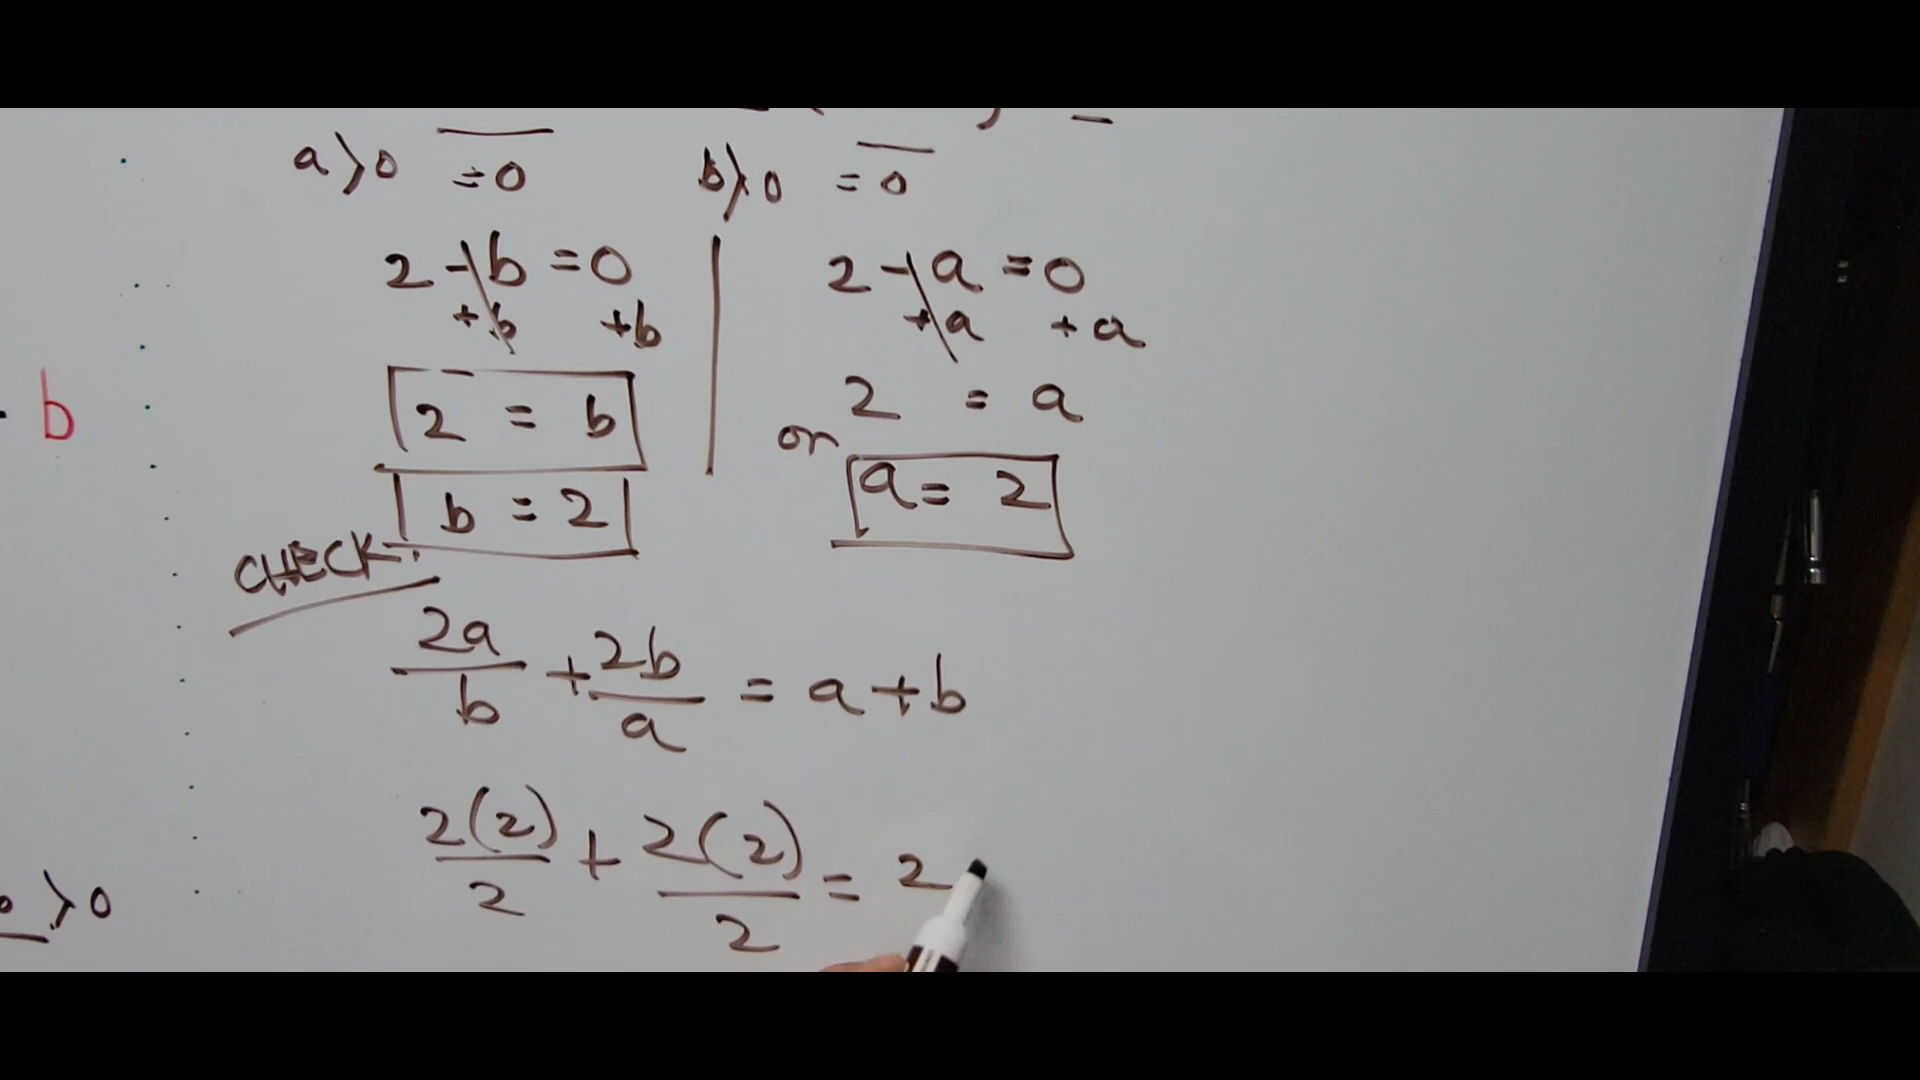 a>0 =0 b>0 =0
2-b=0 2-a=0
+b +b +a +a
2 = b 2 = a
b
or
b = 2 a = 2
CHECK:
2a/b + 2b/a = a+b
2(2)/2 + 2(2)/2 = 2
>0